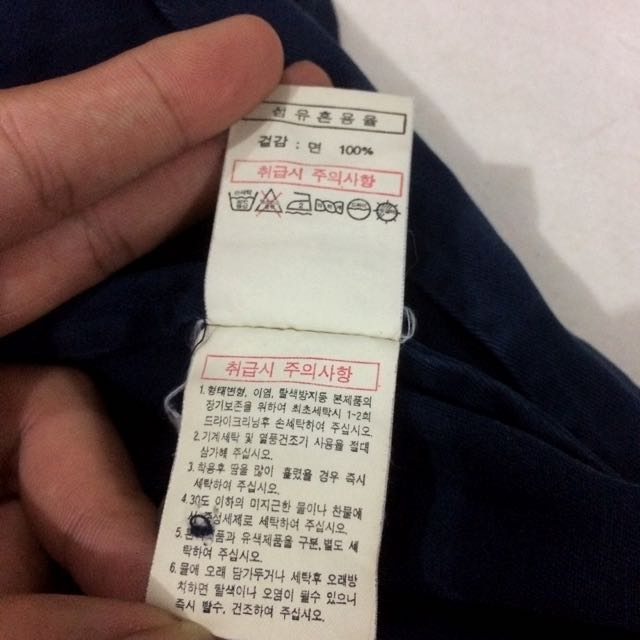 섬유혼용율
겉감 : 면 100%
취급시 주의사항
취급시 주의사항
1.형태변형, 이염, 탈색방지등 본제품의
장기보존을 위하여 최초세탁시 1-2회
드라이크리닝후 손세탁하여 주십시오.
2.기계세탁 및 열풍건조기 사용을 절대
삼가해 주십시오.
3.착용후 땀을 많이 흘렸을 경우 즉시
세탁하여 주십시오.
4.30도 이하의 미지근한 물이나 찬물에
중성세제로 세탁하여 주십시오.
5. 제품과 유색제품을 구분,별도 세
탁하여 주십시오.
6.물에 오래 담가두거나 세탁후 오래방
치하면 탈색이나 오염이 될수 있으니
즉시 탈수, 건조하여 주십시오.